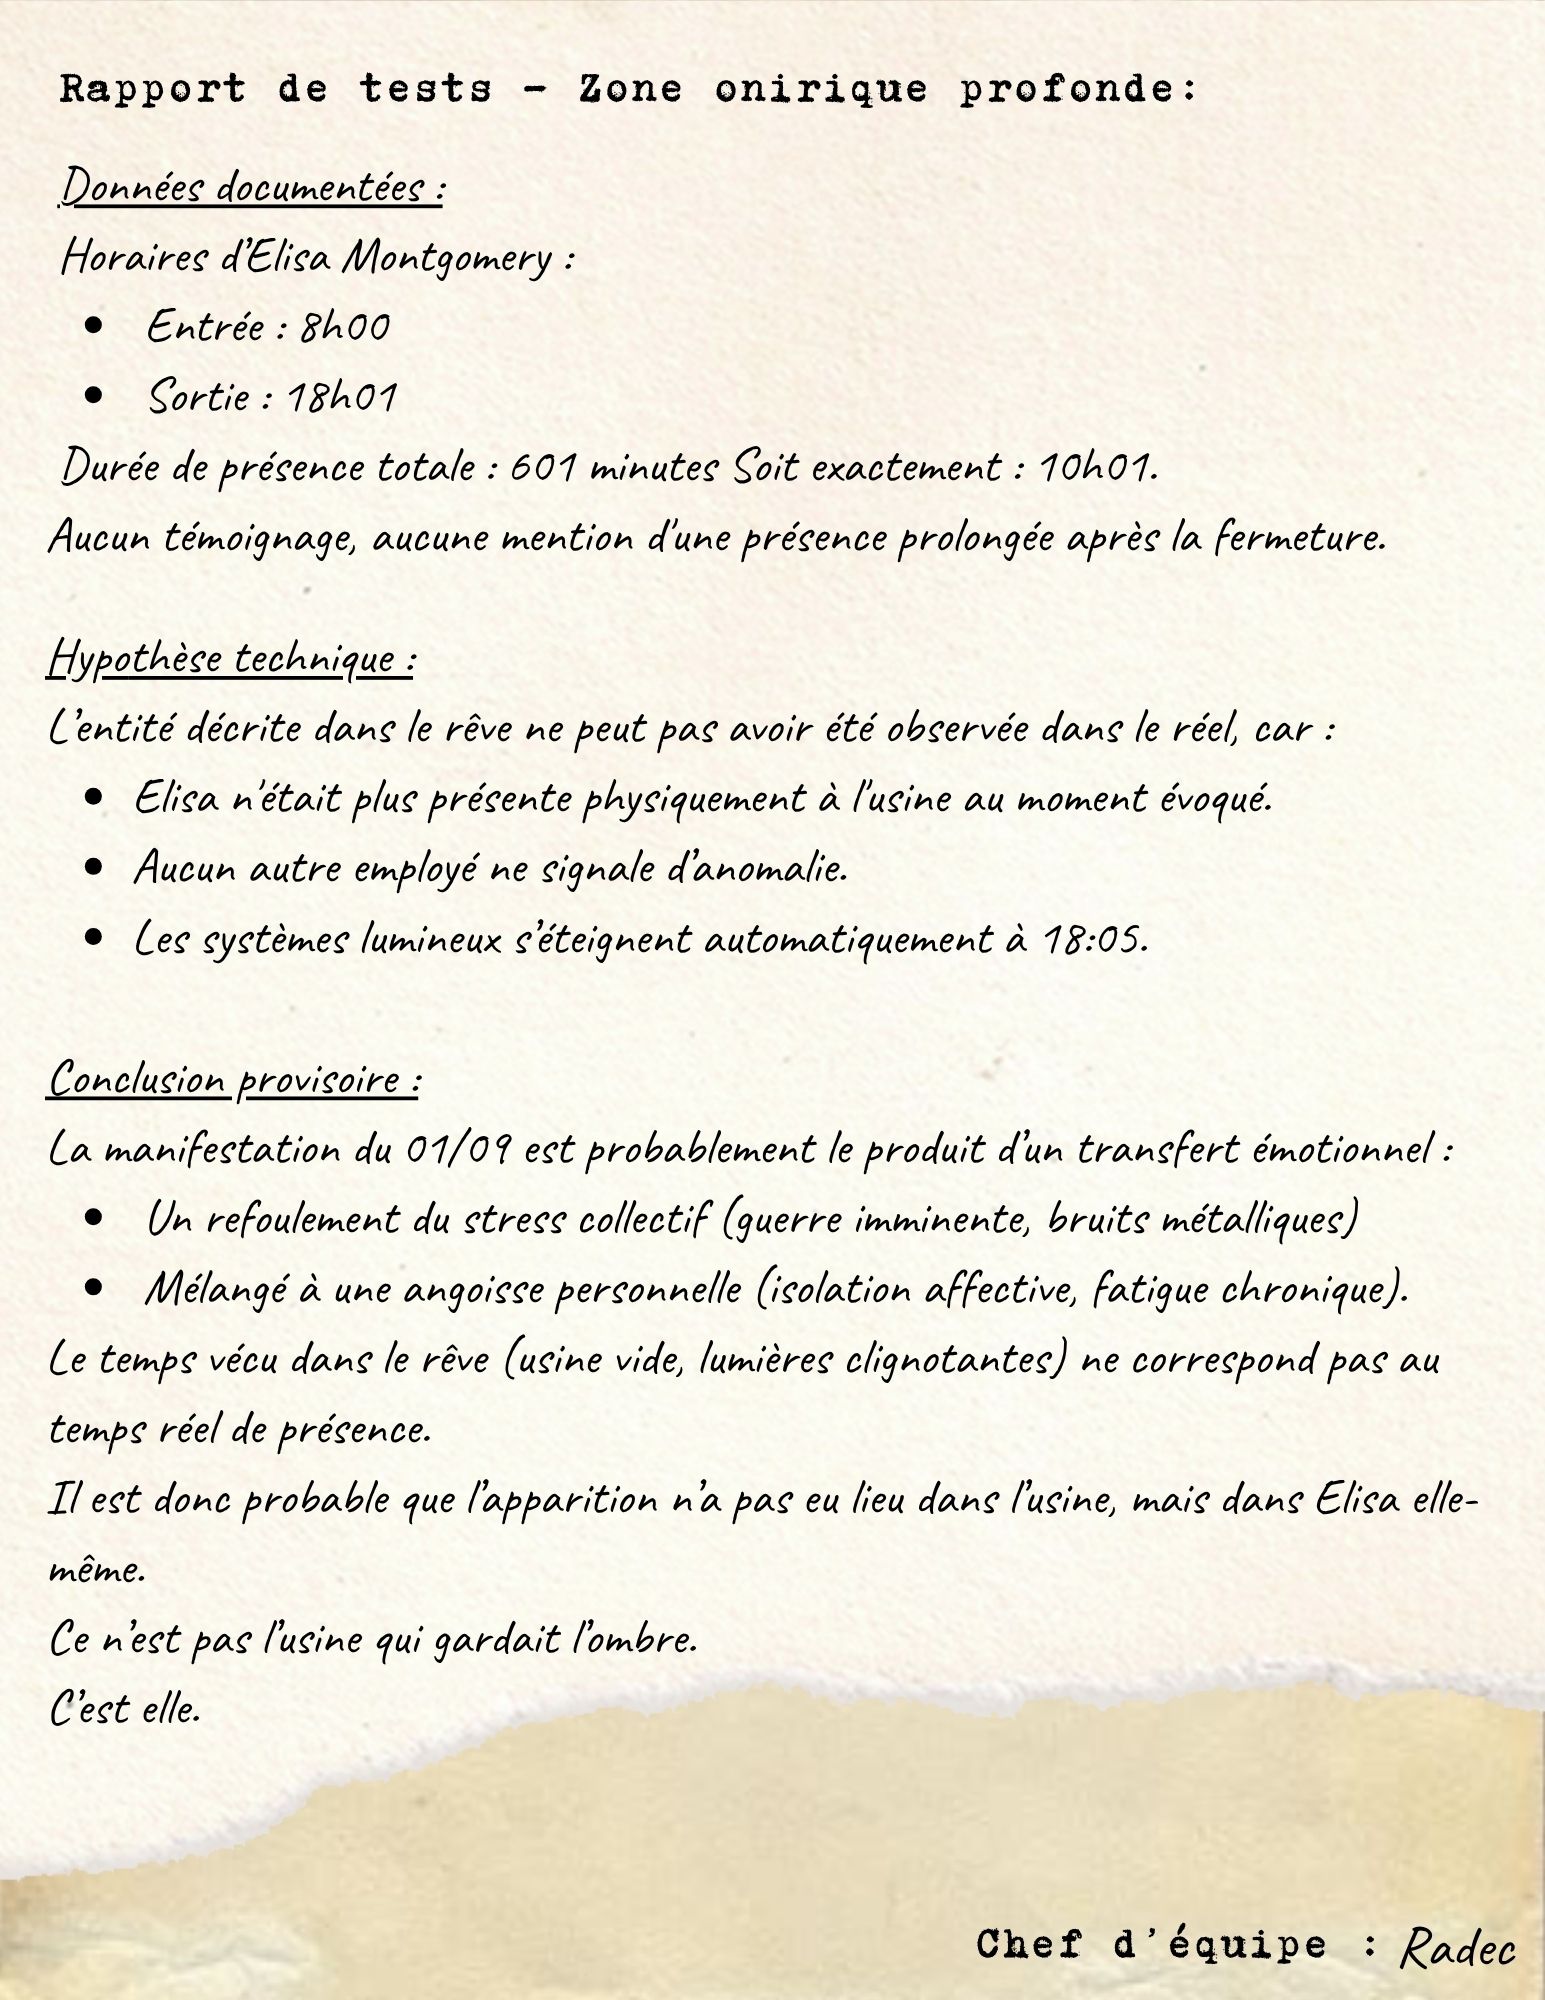 Rapport de tests - Zone onirique profonde:
Données documentées :
Horaires d’Elisa Montgomery :
• Entrée : 8h00
• Sortie : 18h01
Durée de présence totale : 601 minutes Soit exactement : 10h01.
Aucun témoignage, aucune mention d'une présence prolongée après la fermeture.
Hypothèse technique :
L’entité décrite dans le rêve ne peut pas avoir été observée dans le réel, car :
• Elisa n'était plus présente physiquement à l'usine au moment évoqué.
• Aucun autre employé ne signale d’anomalie.
• Les systèmes lumineux s’éteignent automatiquement à 18:05.
Conclusion provisoire :
La manifestation du 01/09 est probablement le produit d’un transfert émotionnel :
• Un refoulement du stress collectif (guerre imminente, bruits métalliques)
• Mélangé à une angoisse personnelle (isolation affective, fatigue chronique).
Le temps vécu dans le rêve (usine vide, lumières clignotantes) ne correspond pas au
temps réel de présence.
Il est donc probable que l’apparition n’a pas eu lieu dans l’usine, mais dans Elisa elle-
même.
Ce n’est pas l’usine qui gardait l’ombre.
C’est elle.
Chef d'équipe : Radec